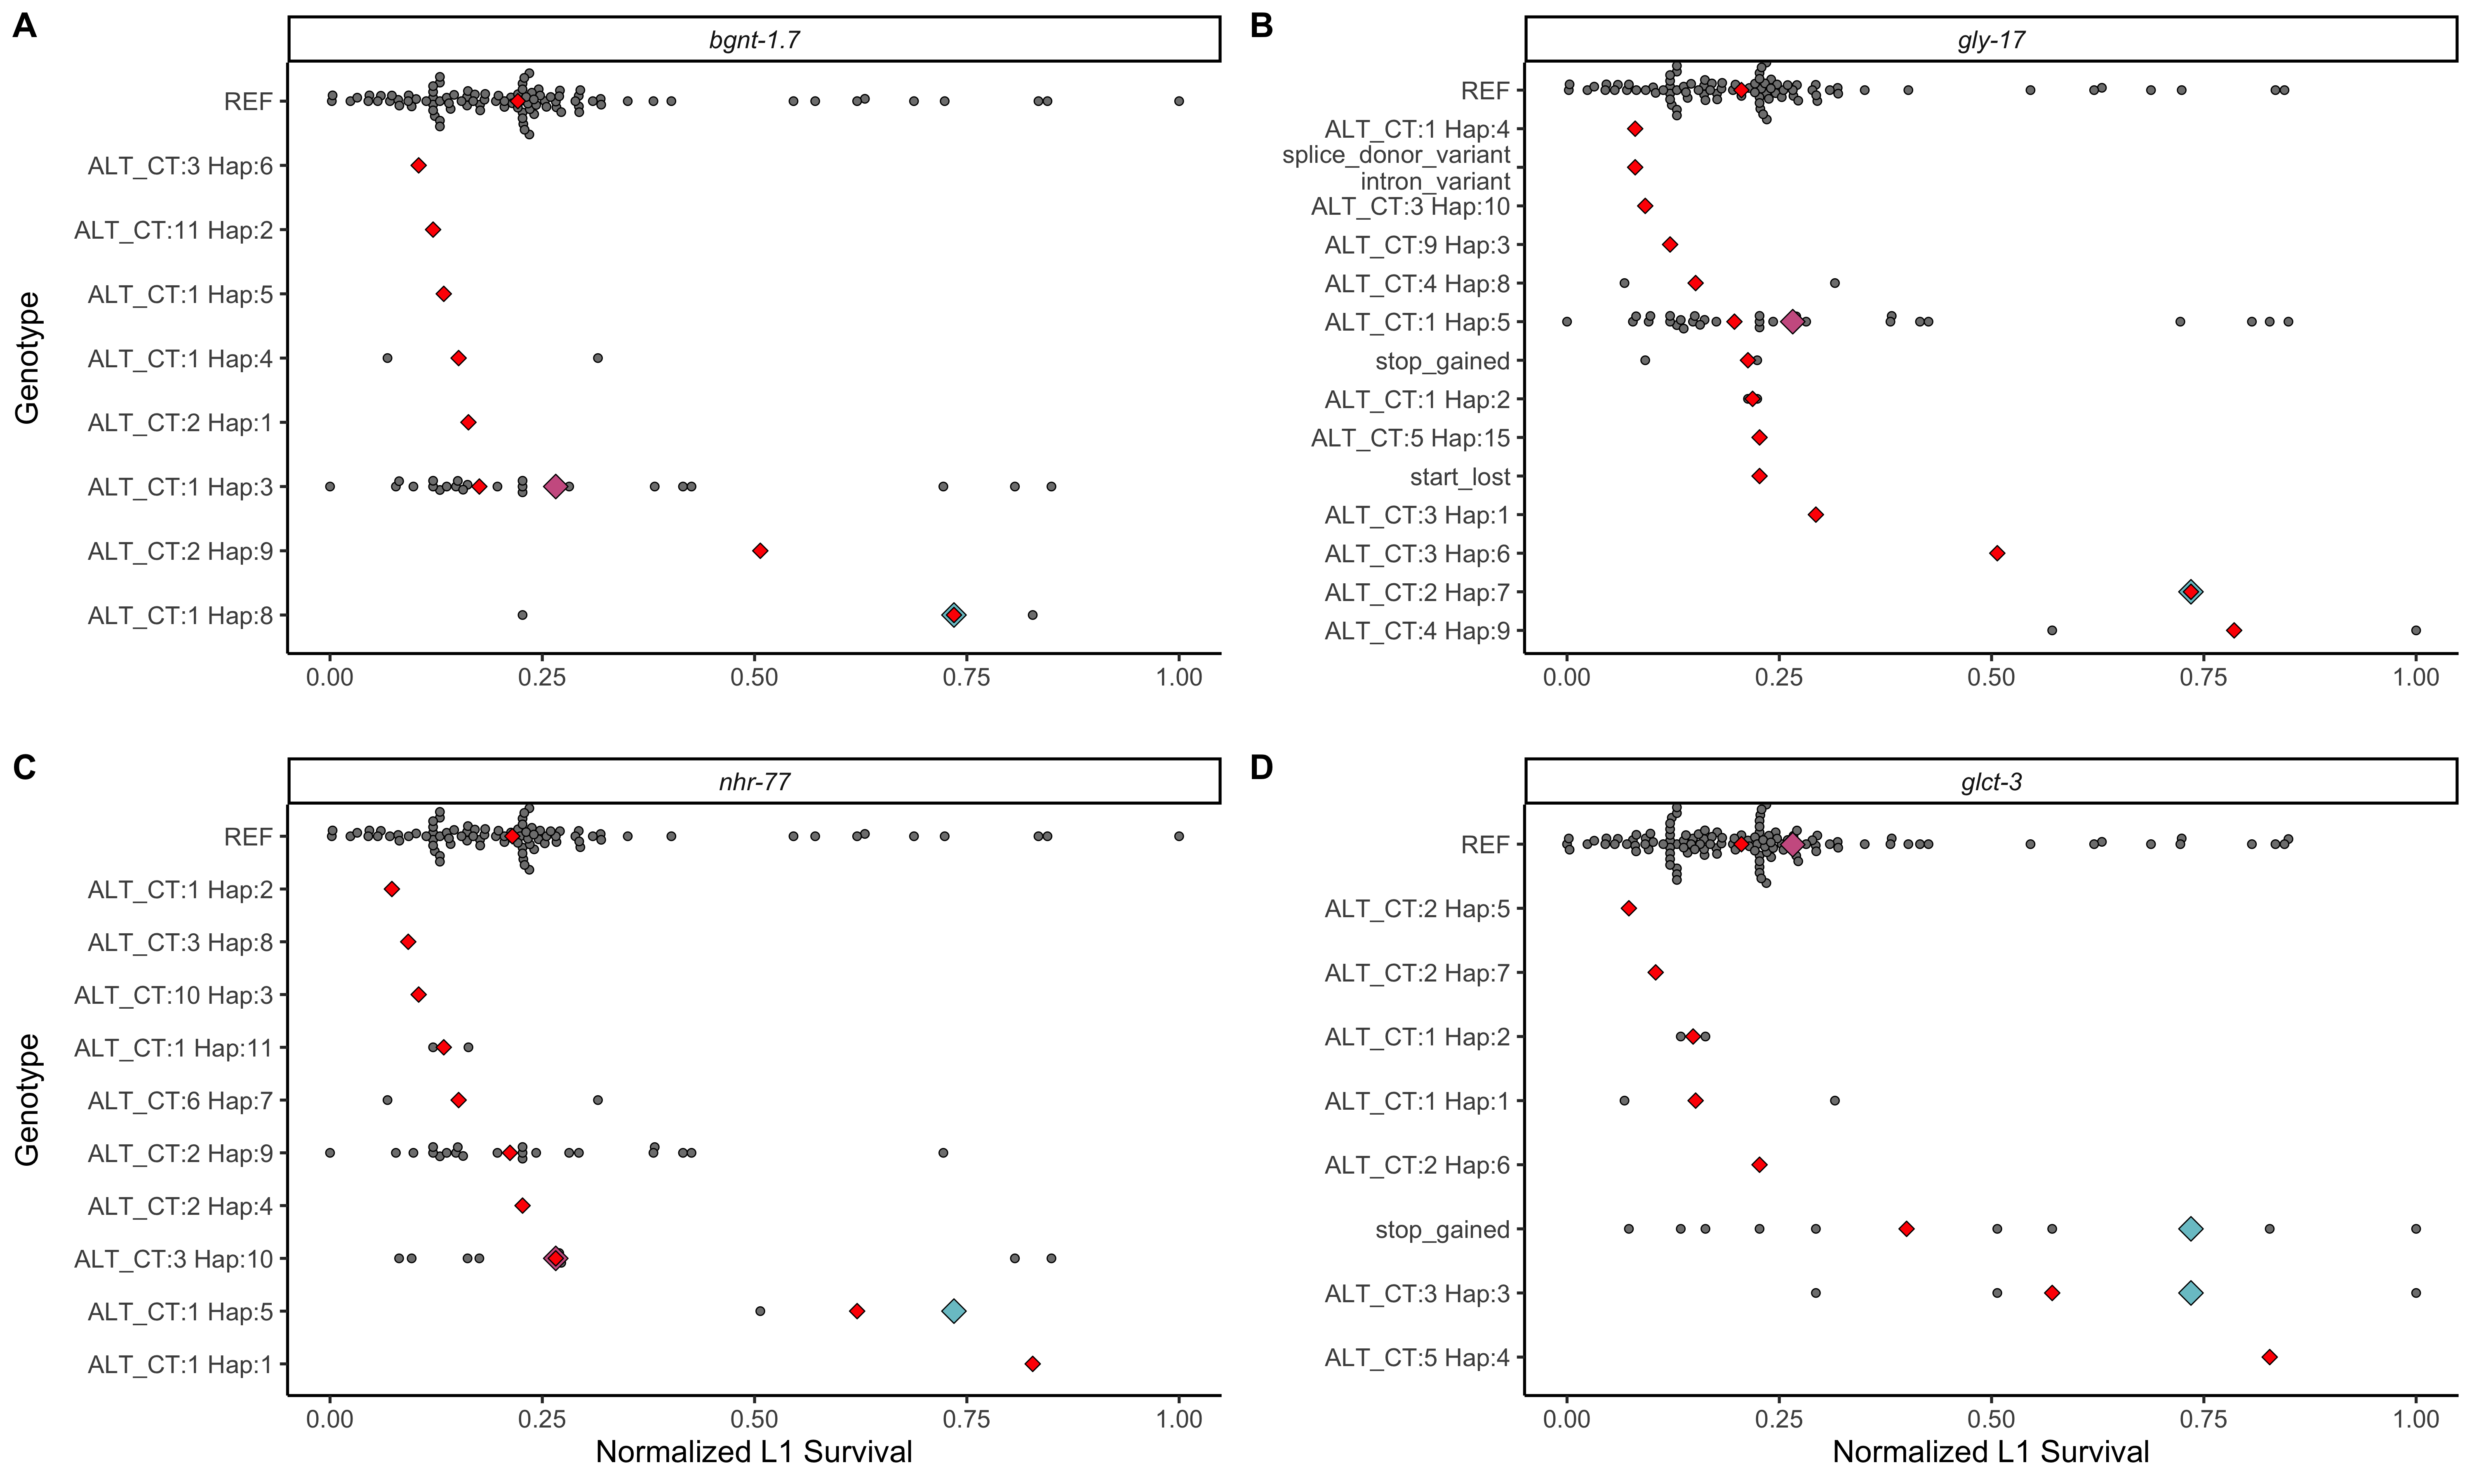 A
bgnt-1.7
Genotype
REF
ALT_CT:3 Hap:6
ALT_CT:11 Hap:2
ALT_CT:1 Hap:5
ALT_CT:1 Hap:4
ALT_CT:2 Hap:1
ALT_CT:1 Hap:3
ALT_CT:2 Hap:9
ALT_CT:1 Hap:8
0.00 0.25 0.50 0.75 1.00
B
gly-17
REF
ALT_CT:1 Hap:4
splice_donor_variant
intron_variant
ALT_CT:3 Hap:10
ALT_CT:9 Hap:3
ALT_CT:4 Hap:8
ALT_CT:1 Hap:5
stop_gained
ALT_CT:1 Hap:2
ALT_CT:5 Hap:15
start_lost
ALT_CT:3 Hap:1
ALT_CT:3 Hap:6
ALT_CT:2 Hap:7
ALT_CT:4 Hap:9
0.00 0.25 0.50 0.75 1.00
C
nhr-77
Genotype
REF
ALT_CT:1 Hap:2
ALT_CT:3 Hap:8
ALT_CT:10 Hap:3
ALT_CT:1 Hap:11
ALT_CT:6 Hap:7
ALT_CT:2 Hap:9
ALT_CT:2 Hap:4
ALT_CT:3 Hap:10
ALT_CT:1 Hap:5
ALT_CT:1 Hap:1
0.00 0.25 0.50 0.75 1.00
Normalized L1 Survival
D
glct-3
REF
ALT_CT:2 Hap:5
ALT_CT:2 Hap:7
ALT_CT:1 Hap:2
ALT_CT:1 Hap:1
ALT_CT:2 Hap:6
stop_gained
ALT_CT:3 Hap:3
ALT_CT:5 Hap:4
0.00 0.25 0.50 0.75 1.00
Normalized L1 Survival